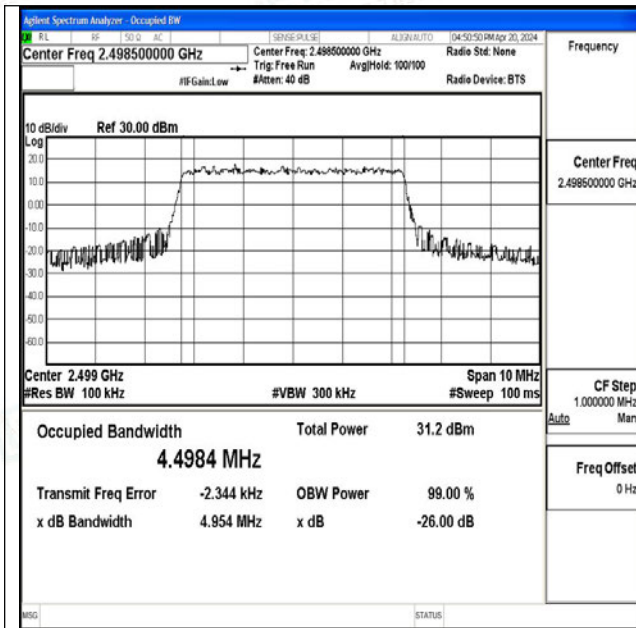 Agilent Spectrum Analyzer - Occupied BW
RL RF 50 Ω AC SENSE:PULSE ALIGNAUTO 04:50:50 PM Apr 20, 2024
Center Freq 2.498500000 GHz
Center Freq: 2.498500000 GHz
Radio Std: None
Trig: Free Run Avg|Hold: 100/100
#IFGain:Low #Atten: 40 dB Radio Device: BTS
10 dB/div Ref 30.00 dBm
Log
20.0
10.0
0.00
-10.0
-20.0
-30.0
-40.0
-50.0
-60.0
Center 2.499 GHz Span 10 MHz
#Res BW 100 kHz #VBW 300 kHz #Sweep 100 ms
Occupied Bandwidth Total Power 31.2 dBm
4.4984 MHz
Transmit Freq Error -2.344 kHz OBW Power 99.00 %
x dB Bandwidth 4.954 MHz x dB -26.00 dB
MSG STATUS
Frequency
Center Freq
2.498500000 GHz
CF Step
1.000000 MHz
Auto Man
Freq Offset
0 Hz